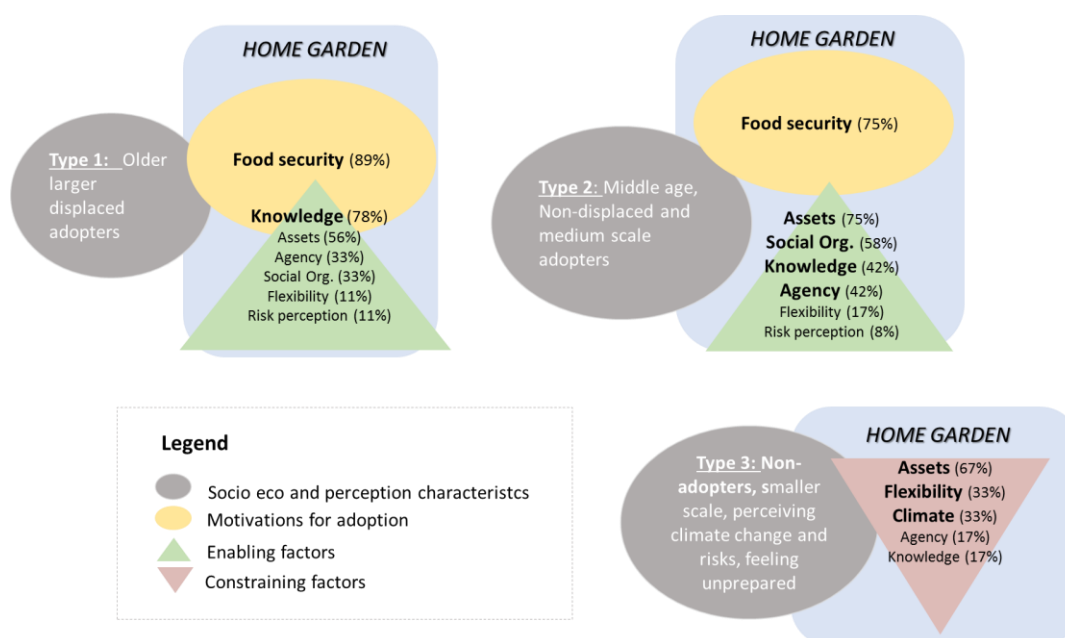 HOME GARDEN
Type 1: Older
larger
displaced
adopters
Food security (89%)
Knowledge (78%)
Assets (56%)
Agency (33%)
Social Org. (33%)
Flexibility (11%)
Risk perception (11%)
HOME GARDEN
Type 2: Middle age,
Non-displaced and
medium scale
adopters
Food security (75%)
Assets (75%)
Social Org. (58%)
Knowledge (42%)
Agency (42%)
Flexibility (17%)
Risk perception (8%)
Legend
Socio eco and perception characteristcs
Motivations for adoption
Enabling factors
Constraining factors
HOME GARDEN
Type 3: Non-
adopters, smaller
scale, perceiving
climate change and
risks, feeling
unprepared
Assets (67%)
Flexibility (33%)
Climate (33%)
Agency (17%)
Knowledge (17%)